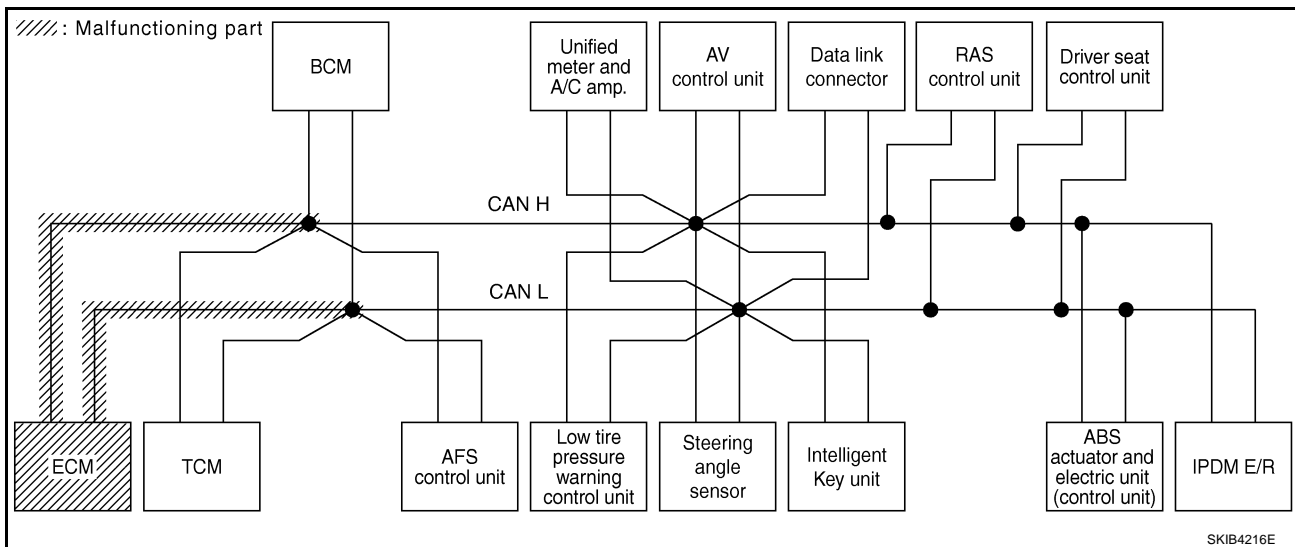 : Malfunctioning part
BCM
Unified
meter and
A/C amp.
AV
control unit
Data link
connector
RAS
control unit
Driver seat
control unit
CAN H
CAN L
ECM
TCM
AFS
control unit
Low tire
pressure
warning
control unit
Steering
angle
sensor
Intelligent
Key unit
ABS
actuator and
electric unit
(control unit)
IPDM E/R
SKIB4216E